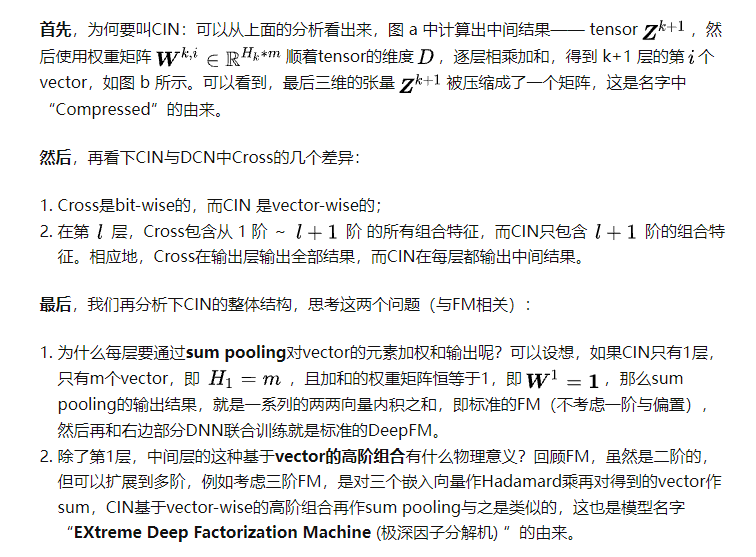 首先，为何要叫CIN：可以从上面的分析看出来，图 a 中计算出中间结果—— tensor Z^{k+1} ，然
后使用权重矩阵 W^{k,i} ∈ ℝ^{H_k*m} 顺着tensor的维度 D ，逐层相乘加和，得到 k+1 层的第 i 个
vector，如图 b 所示。可以看到，最后三维的张量 Z^{k+1} 被压缩成了一个矩阵，这是名字中
“Compressed”的由来。
然后，再看下CIN与DCN中Cross的几个差异：
1. Cross是bit-wise的，而CIN 是vector-wise的；
2. 在第 l 层，Cross包含从 1 阶 ~ l + 1 阶 的所有组合特征，而CIN只包含 l + 1 阶的组合特
征。相应地，Cross在输出层输出全部结果，而CIN在每层都输出中间结果。
最后，我们再分析下CIN的整体结构，思考这两个问题（与FM相关）：
1. 为什么每层要通过sum pooling对vector的元素加权和输出呢？可以设想，如果CIN只有1层，
只有m个vector，即 H_1 = m ，且加和的权重矩阵恒等于1，即 W^1 = 1 ，那么sum
pooling的输出结果，就是一系列的两两向量内积之和，即标准的FM（不考虑一阶与偏置），
然后再和右边部分DNN联合训练就是标准的DeepFM。
2. 除了第1层，中间层的这种基于vector的高阶组合有什么物理意义？回顾FM，虽然是二阶的，
但可以扩展到多阶，例如考虑三阶FM，是对三个嵌入向量作Hadamard乘再对得到的vector作
sum，CIN基于vector-wise的高阶组合再作sum pooling与之是类似的，这也是模型名字
“EXtreme Deep Factorization Machine (极深因子分解机) ” 的由来。